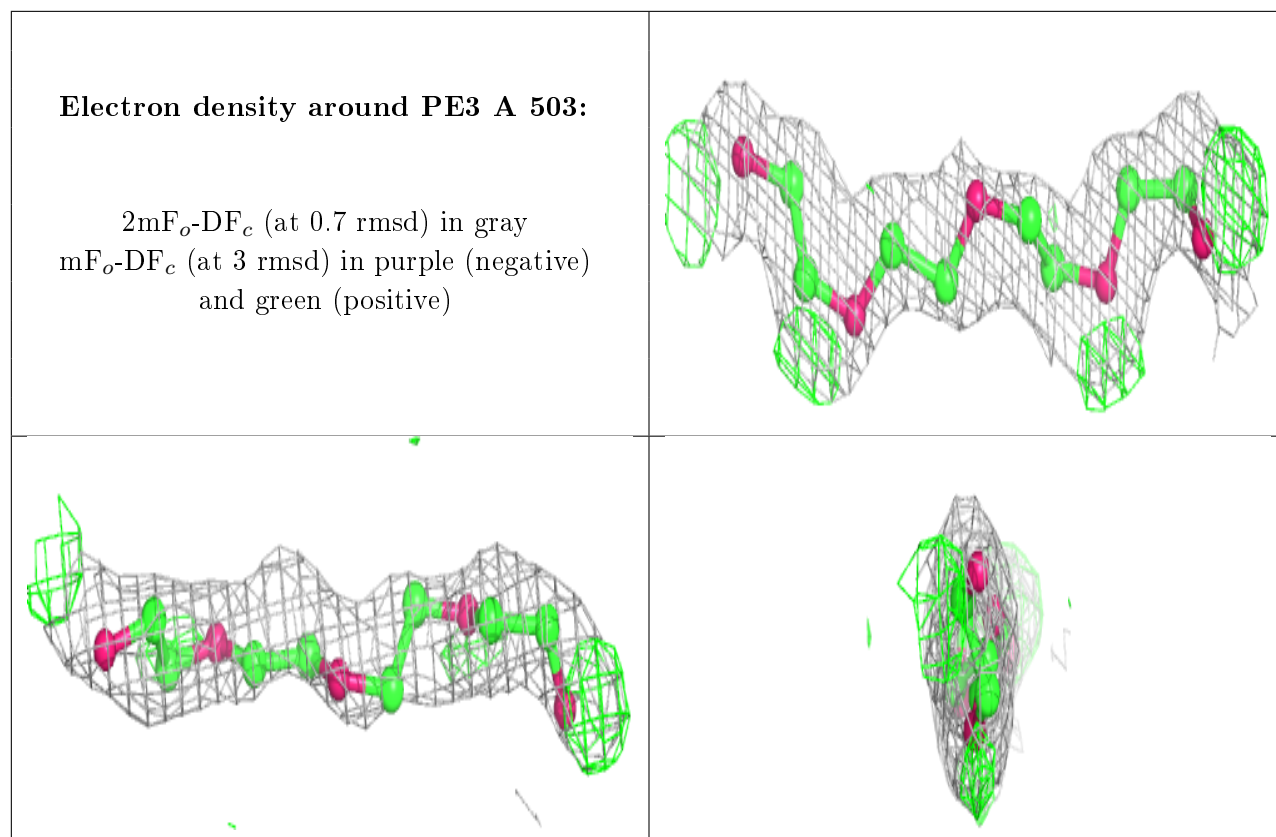 Electron density around PE3 A 503:
2mFo-DFc (at 0.7 rmsd) in gray
mFo-DFc (at 3 rmsd) in purple (negative)
and green (positive)